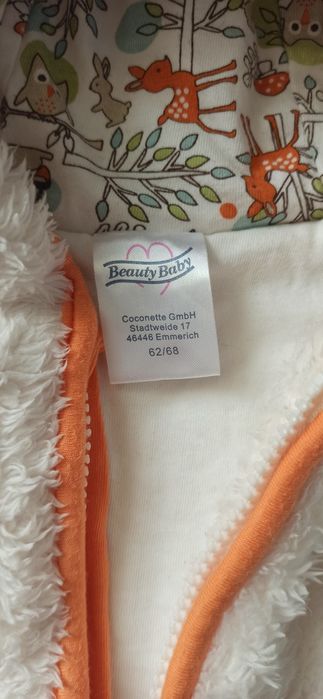 Beauty Baby
Coconette GmbH
Stadtweide 17
46446 Emmerich
62/68